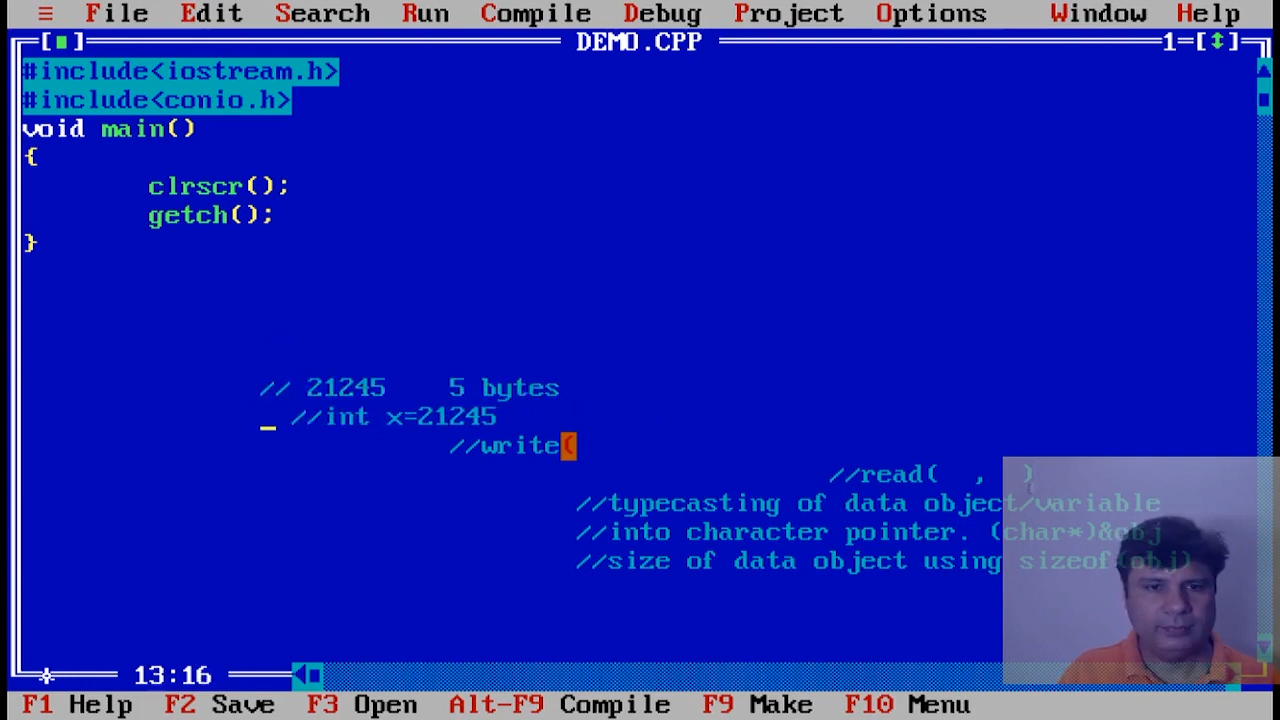 ≡ File Edit Search Run Compile Debug Project Options Window Help
[■] DEMO.CPP 1=[↕]
#include<iostream.h>
#include<conio.h>
void main()
{
clrscr();
getch();
}
// 21245 5 bytes
_ //int x=21245
//write(
//read( , )
//typecasting of data object/variable
//into character pointer. (char*)&obj
//size of data object using sizeof(obj)
13:16
F1 Help F2 Save F3 Open Alt-F9 Compile F9 Make F10 Menu